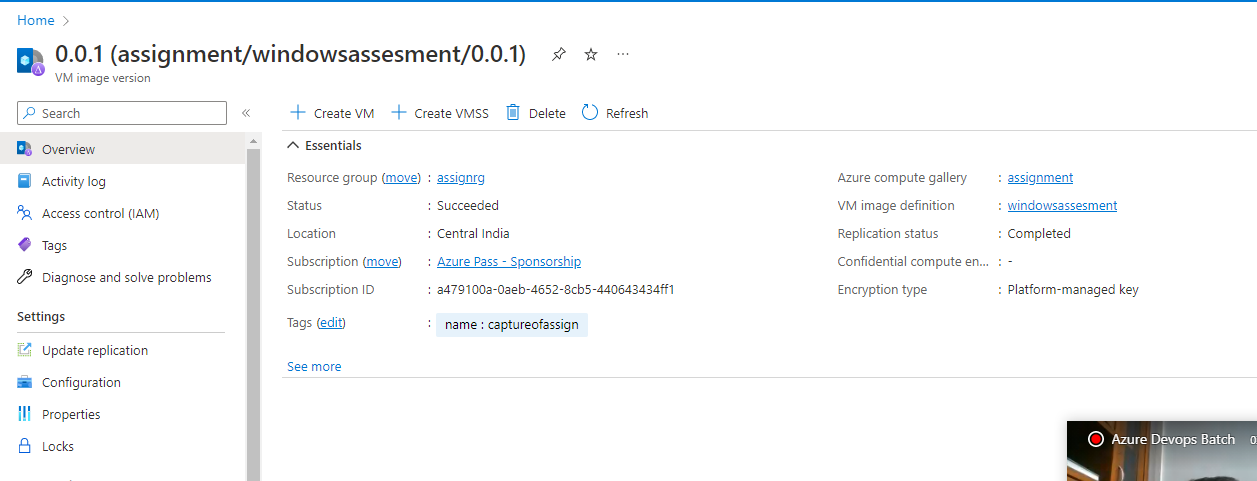 Home >
0.0.1 (assignment/windowsassesment/0.0.1) ...
VM image version
Search «
Create VM Create VMSS Delete Refresh
Essentials
Overview
Activity log
Access control (IAM)
Tags
Diagnose and solve problems
Settings
Update replication
Configuration
Properties
Locks
Resource group (move) : assignrg
Status : Succeeded
Location : Central India
Subscription (move) : Azure Pass - Sponsorship
Subscription ID : a479100a-0aeb-4652-8cb5-440643434ff1
Tags (edit) : name : captureofassign
See more
Azure compute gallery : assignment
VM image definition : windowsassesment
Replication status : Completed
Confidential compute en... : -
Encryption type : Platform-managed key
Azure Devops Batch